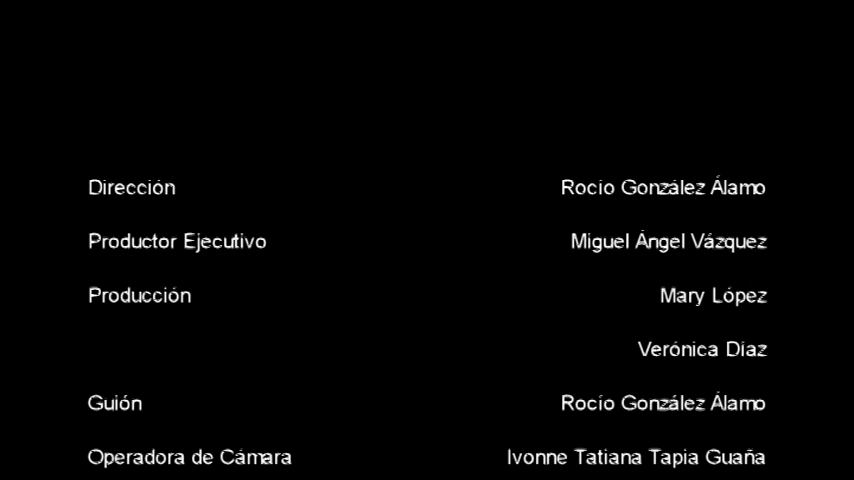 Dirección Rocío González Álamo
Productor Ejecutivo Miguel Ángel Vázquez
Producción Mary López
Verónica Díaz
Guión Rocío González Álamo
Operadora de Cámara Ivonne Tatiana Tapia Guaña